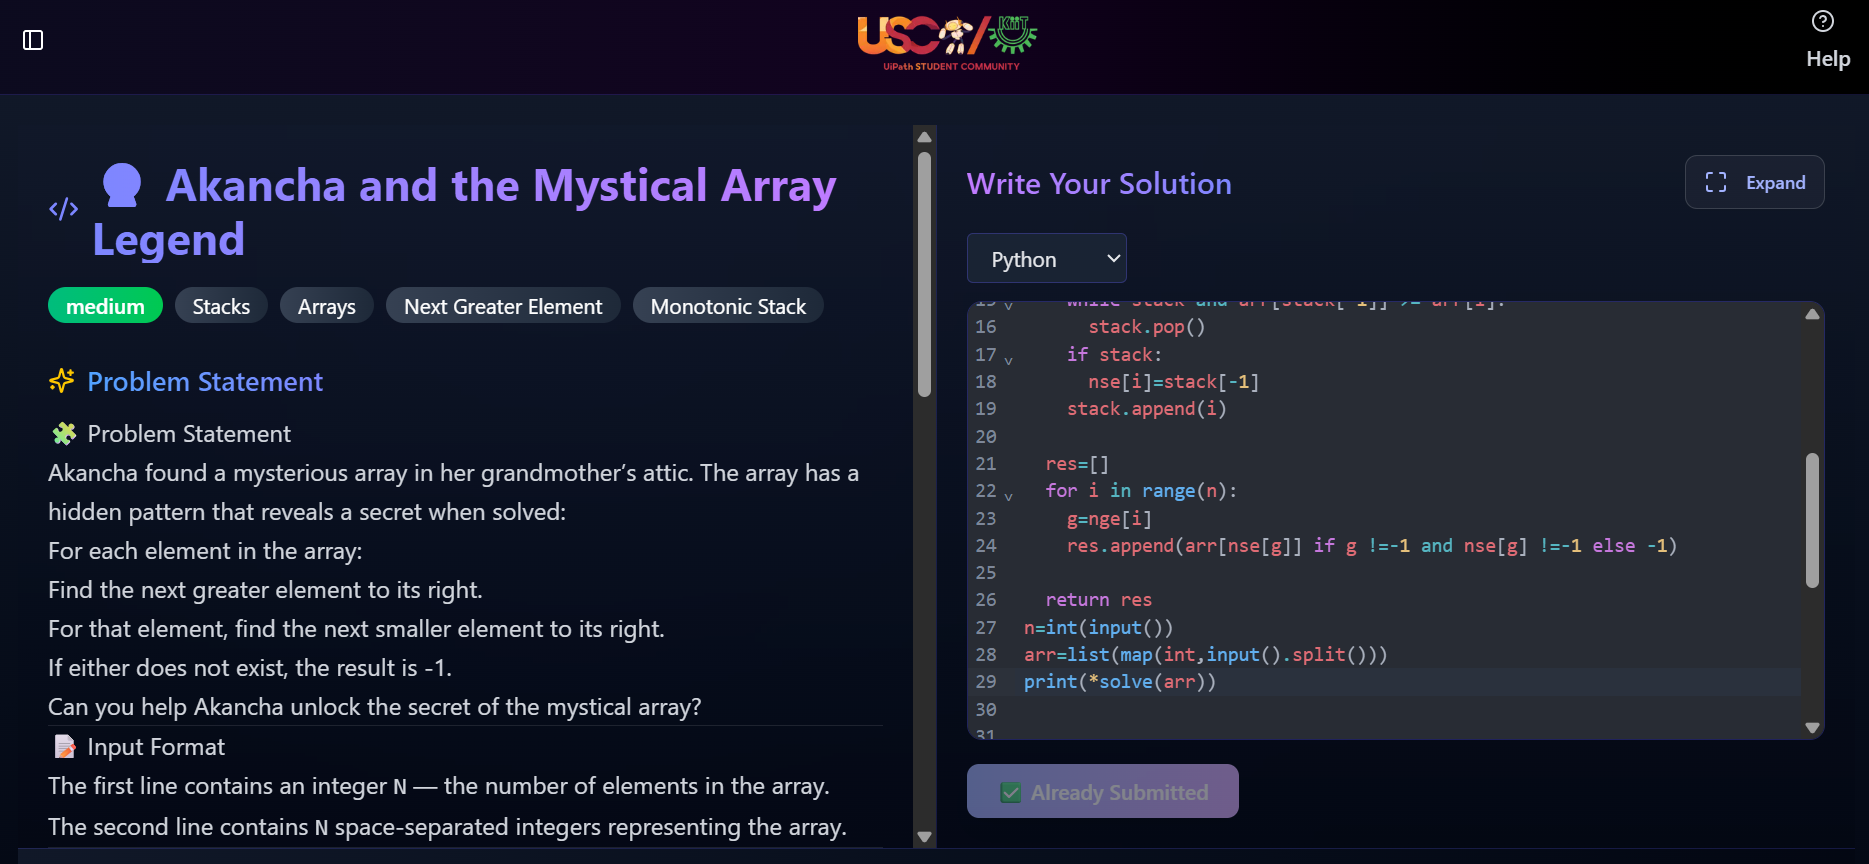 USC/KIIT
UiPath STUDENT COMMUNITY
Help
</> Akancha and the Mystical Array
Legend
medium Stacks Arrays Next Greater Element Monotonic Stack
Problem Statement
Problem Statement
Akancha found a mysterious array in her grandmother’s attic. The array has a
hidden pattern that reveals a secret when solved:
For each element in the array:
Find the next greater element to its right.
For that element, find the next smaller element to its right.
If either does not exist, the result is -1.
Can you help Akancha unlock the secret of the mystical array?
Input Format
The first line contains an integer N — the number of elements in the array.
The second line contains N space-separated integers representing the array.
Write Your Solution
Expand
Python
15 while stack and arr[stack[-1]] >= arr[i]:
16 stack.pop()
17 if stack:
18 nse[i]=stack[-1]
19 stack.append(i)
20
21 res=[]
22 for i in range(n):
23 g=nge[i]
24 res.append(arr[nse[g]] if g !=-1 and nse[g] !=-1 else -1)
25
26 return res
27 n=int(input())
28 arr=list(map(int,input().split()))
29 print(*solve(arr))
30
31
Already Submitted